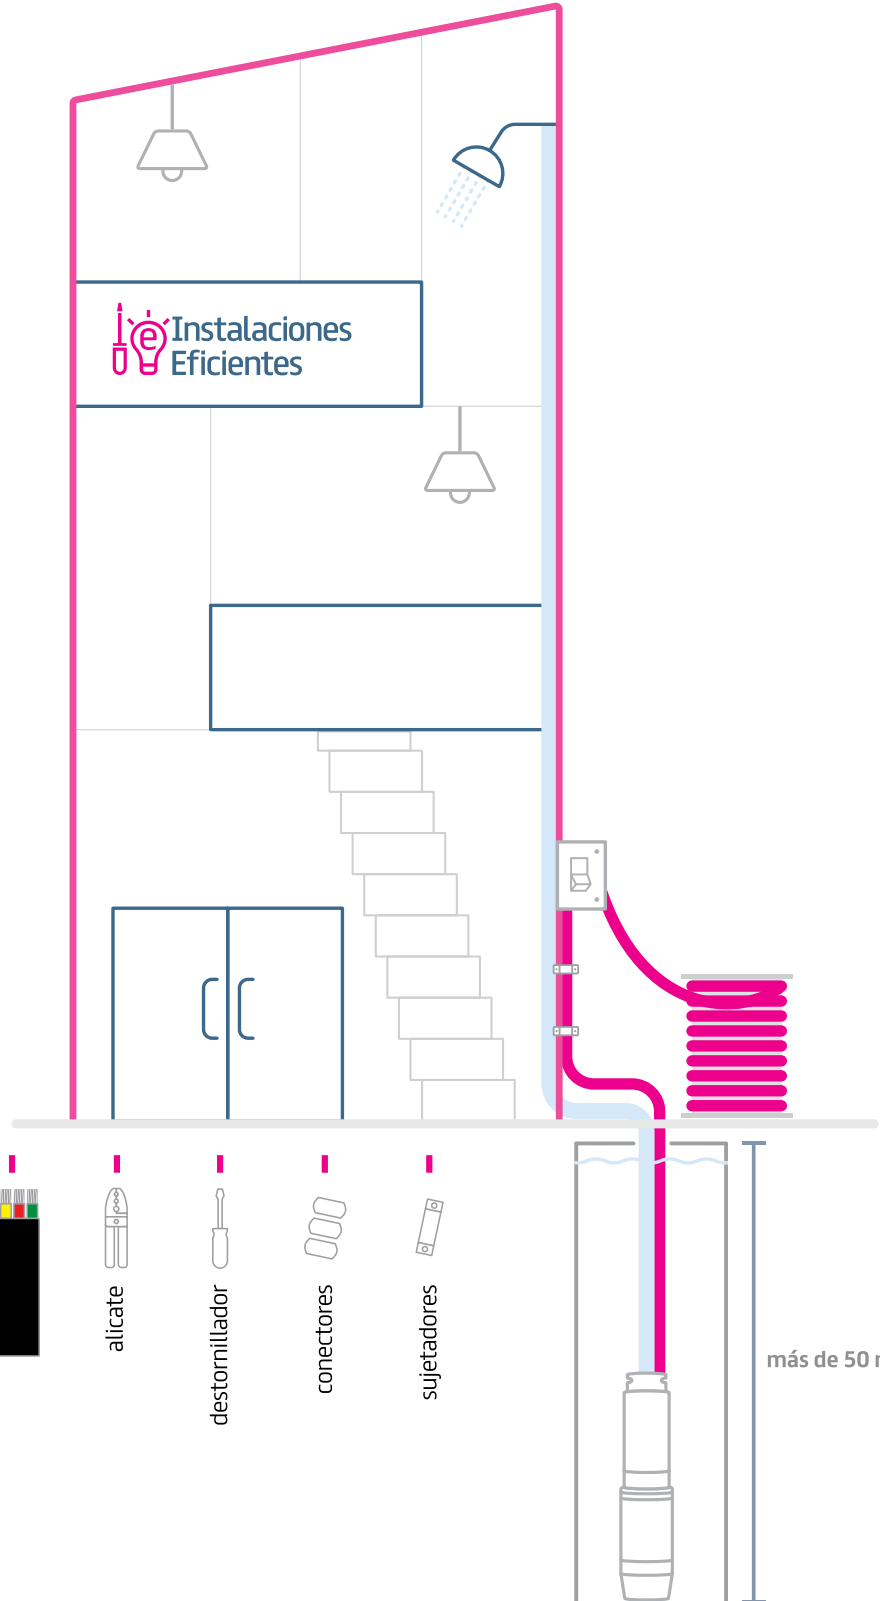 Instalaciones
Eficientes
alicate
destornillador
conectores
sujetadores
más de 50